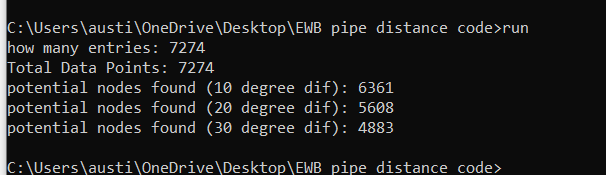 C:\Users\austi\OneDrive\Desktop\EWB pipe distance code>run
how many entries: 7274
Total Data Points: 7274
potential nodes found (10 degree dif): 6361
potential nodes found (20 degree dif): 5608
potential nodes found (30 degree dif): 4883
C:\Users\austi\OneDrive\Desktop\EWB pipe distance code>